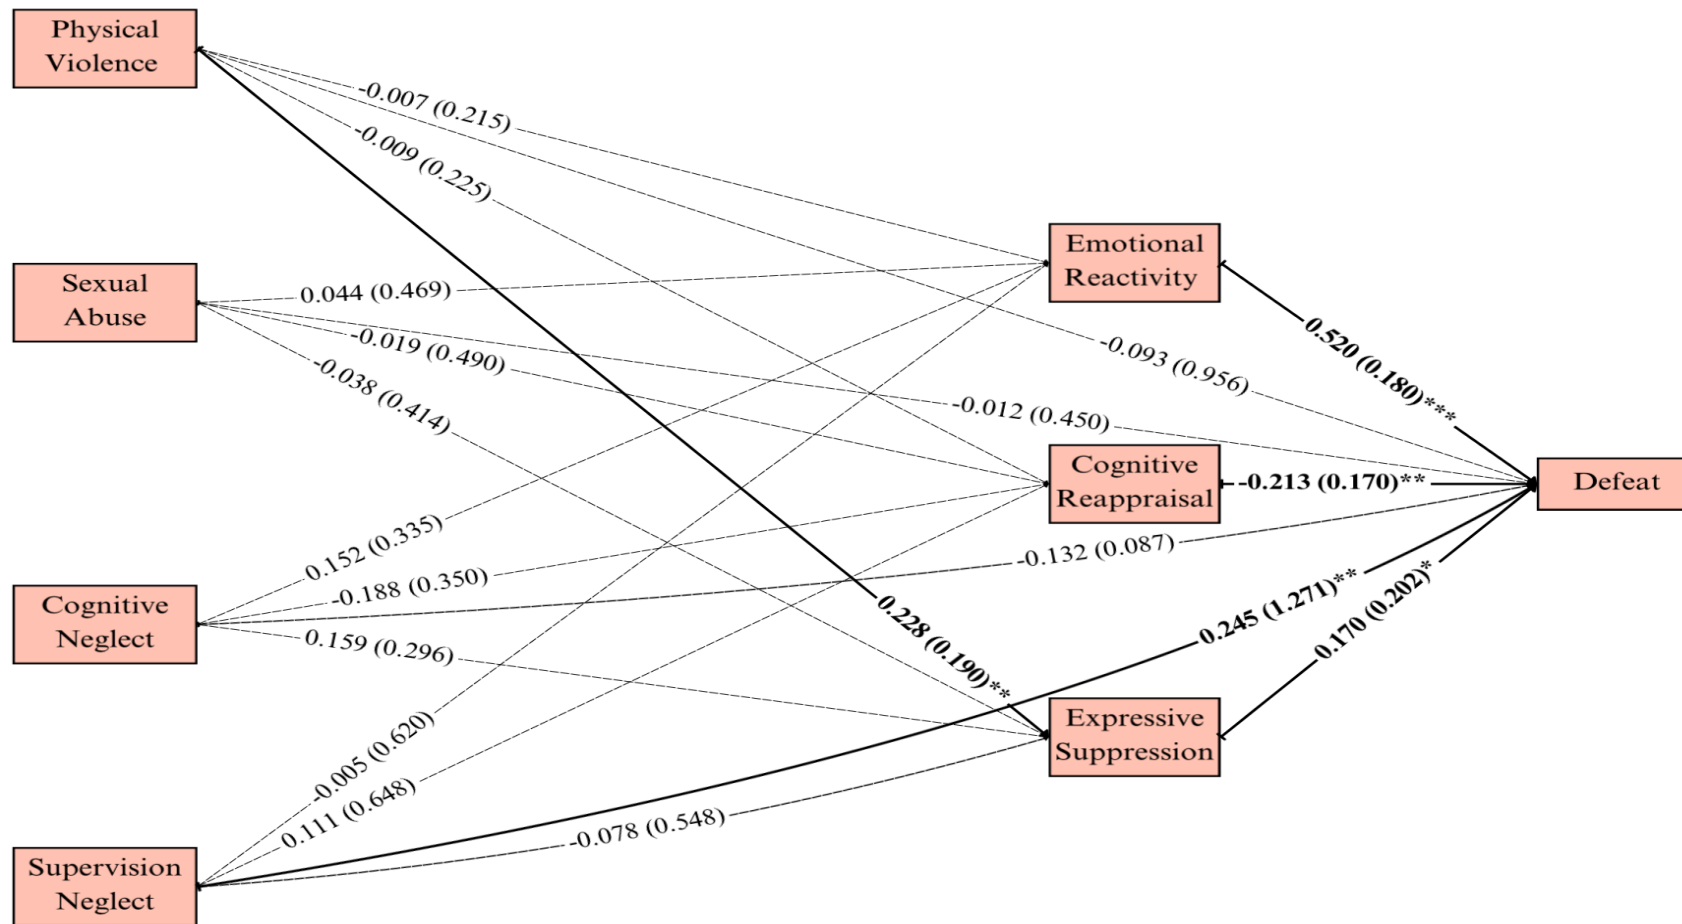 Physical
Violence
-0.007 (0.215)
-0.009 (0.225)
Emotional
Reactivity
Sexual
Abuse
0.044 (0.469)
-0.019 (0.490)
-0.038 (0.414)
-0.093 (0.956)
0.520 (0.180)***
-0.012 (0.450)
Cognitive
Reappraisal
-0.213 (0.170)**
Defeat
0.152 (0.335)
-0.188 (0.350)
-0.132 (0.087)
Cognitive
Neglect
0.159 (0.296)
0.228 (0.190)**
0.245 (1.271)**
0.170 (0.202)*
Expressive
Suppression
-0.005 (0.620)
0.111 (0.648)
-0.078 (0.548)
Supervision
Neglect